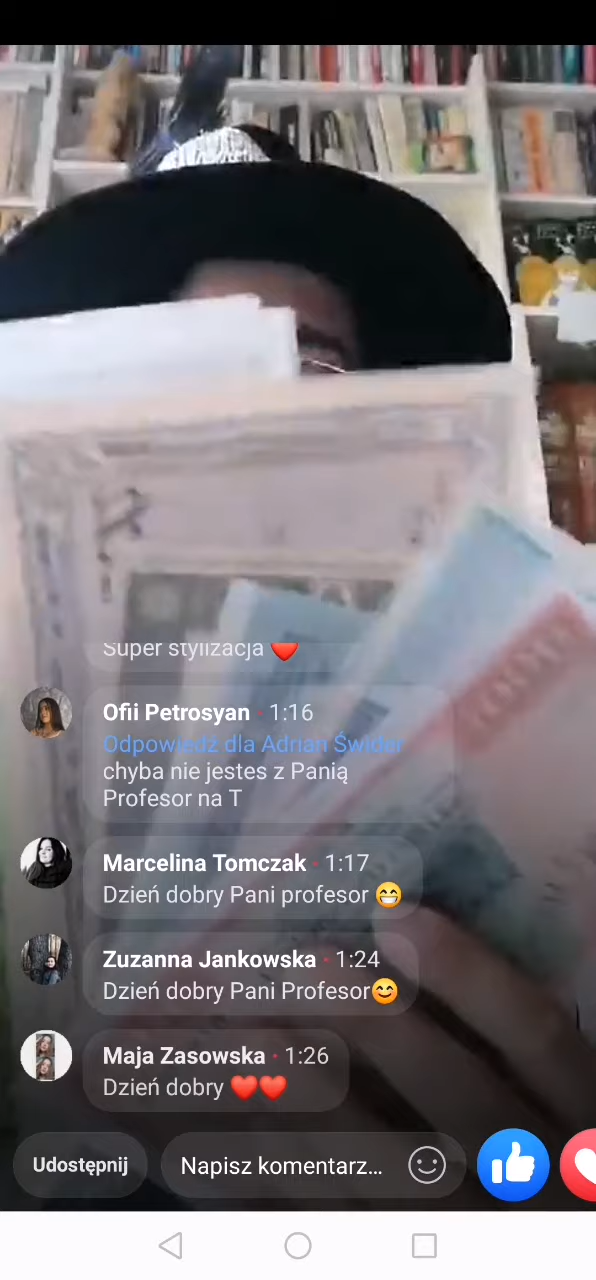 Super stylizacja ❤️
Ofii Petrosyan • 1:16
Odpowiedź dla Adrian Świder
chyba nie jestes z Panią
Profesor na T
Marcelina Tomczak • 1:17
Dzień dobry Pani profesor 😁
Zuzanna Jankowska • 1:24
Dzień dobry Pani Profesor😊
Maja Zasowska • 1:26
Dzień dobry ❤️❤️
Udostępnij
Napisz komentarz...